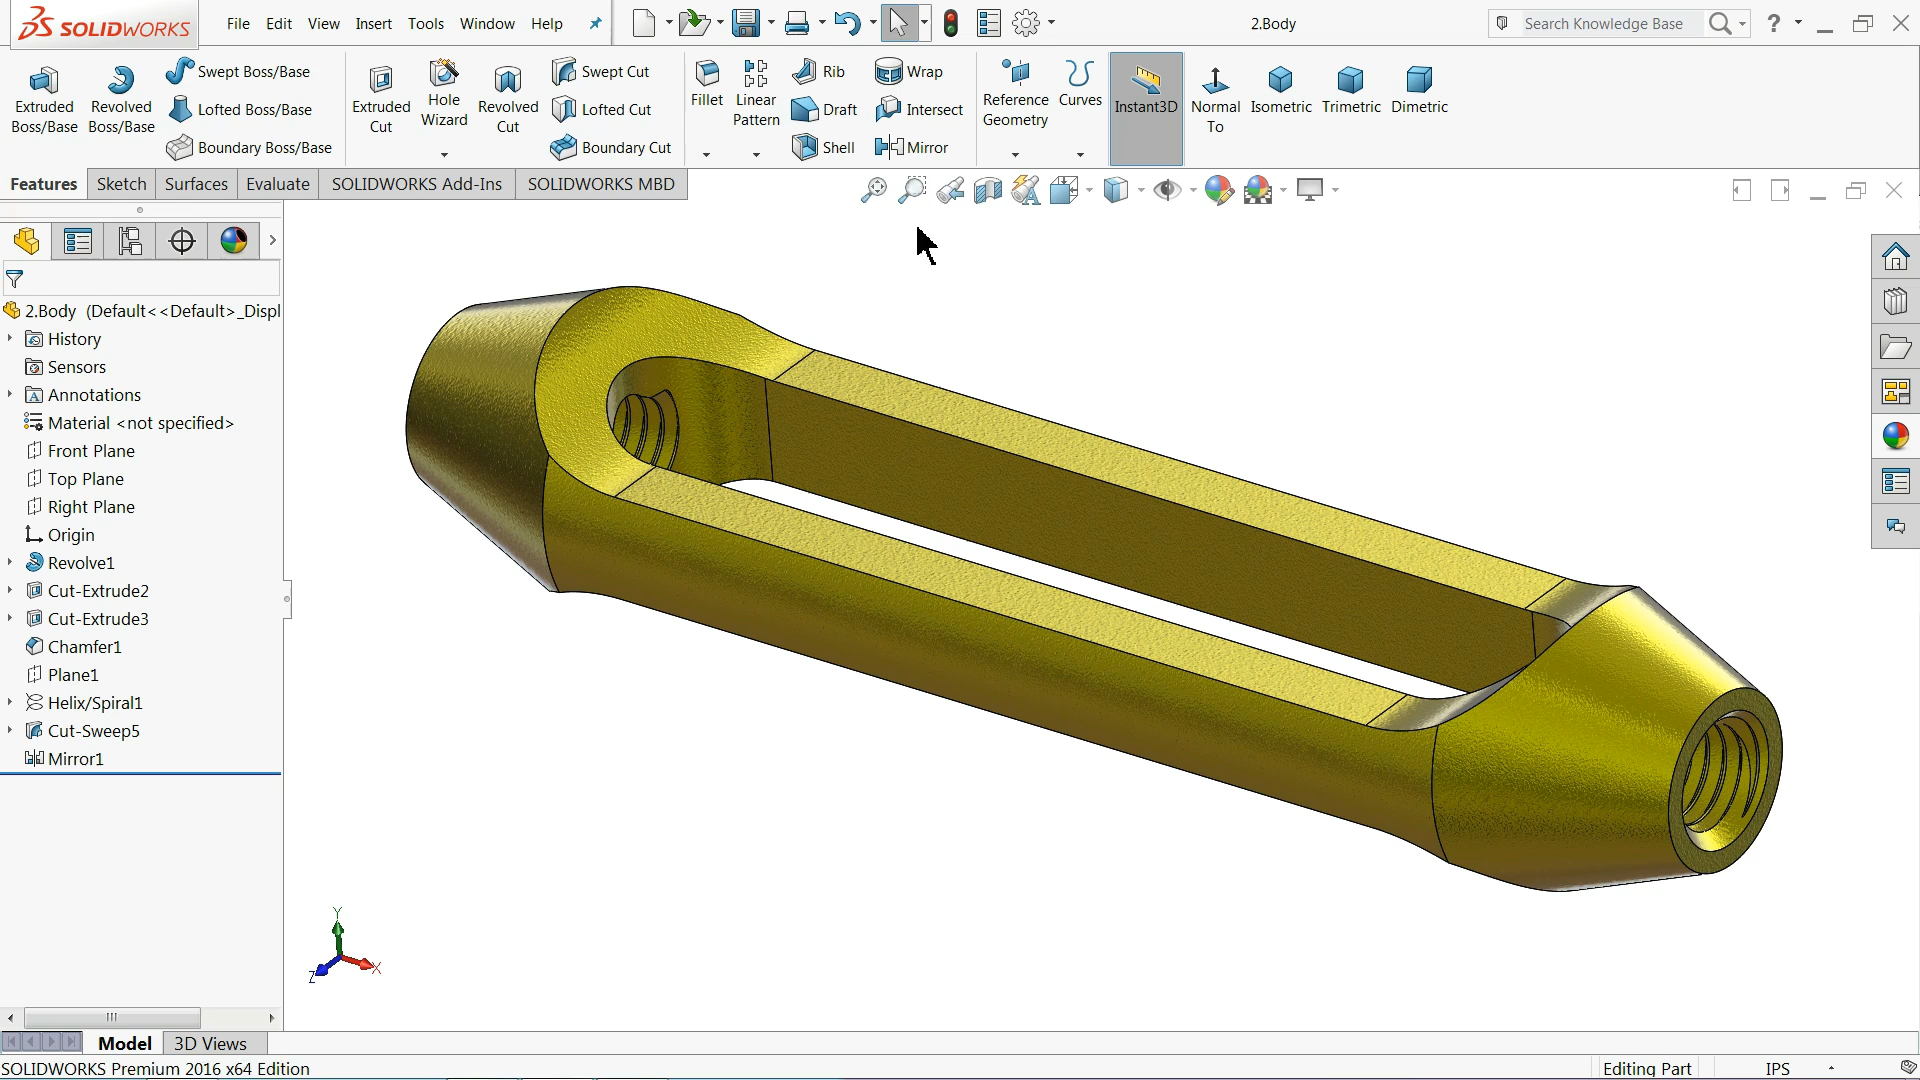 SOLIDWORKS
File Edit View Insert Tools Window Help
2.Body
Search Knowledge Base
?
Extruded Boss/Base
Revolved Boss/Base
Swept Boss/Base
Lofted Boss/Base
Boundary Boss/Base
Extruded Cut
Hole Wizard
Revolved Cut
Swept Cut
Lofted Cut
Boundary Cut
Fillet
Linear Pattern
Rib
Draft
Shell
Wrap
Intersect
Mirror
Reference Geometry
Curves
Instant3D
Normal To
Isometric
Trimetric
Dimetric
Features Sketch Surfaces Evaluate SOLIDWORKS Add-Ins SOLIDWORKS MBD
2.Body (Default<<Default>_Displ
History
Sensors
Annotations
Material <not specified>
Front Plane
Top Plane
Right Plane
Origin
Revolve1
Cut-Extrude2
Cut-Extrude3
Chamfer1
Plane1
Helix/Spiral1
Cut-Sweep5
Mirror1
Y
X
Z
Model 3D Views
SOLIDWORKS Premium 2016 x64 Edition
Editing Part
IPS